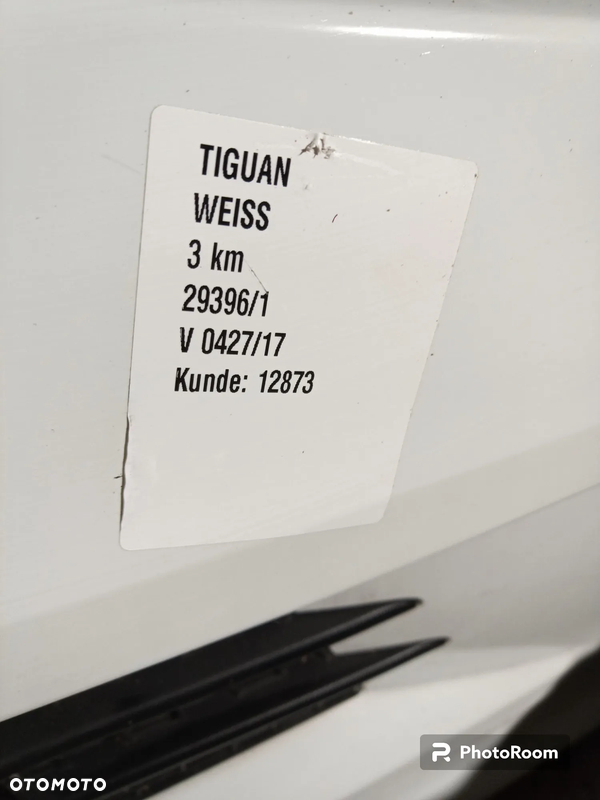 TIGUAN
WEISS
3 km
29396/1
V 0427/17
Kunde: 12873
PhotoRoom
OTOMOTO